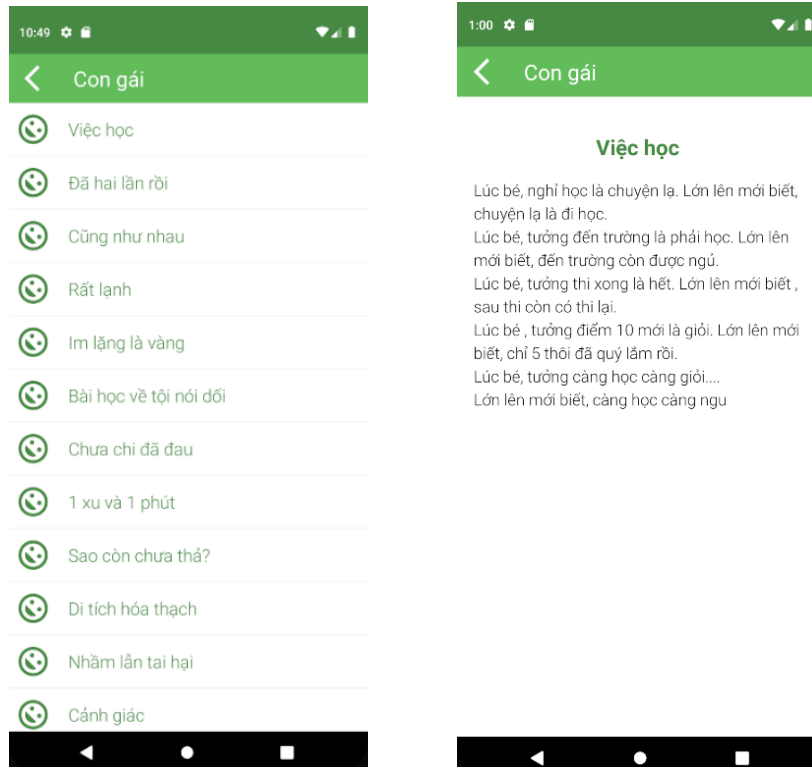 10:49
Con gái
Việc học
Đã hai lần rồi
Cũng như nhau
Rất lạnh
Im lặng là vàng
Bài học về tội nói dối
Chưa chi đã đau
1 xu và 1 phút
Sao còn chưa thả?
Di tích hóa thạch
Nhầm lẫn tai hại
Cảnh giác
1:00
Con gái
Việc học
Lúc bé, nghỉ học là chuyện lạ. Lớn lên mới biết,
chuyện lạ là đi học.
Lúc bé, tưởng đến trường là phải học. Lớn lên
mới biết, đến trường còn được ngủ.
Lúc bé, tưởng thi xong là hết. Lớn lên mới biết ,
sau thi còn có thi lại.
Lúc bé , tưởng điểm 10 mới là giỏi. Lớn lên mới
biết, chỉ 5 thôi đã quý lắm rồi.
Lúc bé, tưởng càng học càng giỏi....
Lớn lên mới biết, càng học càng ngu